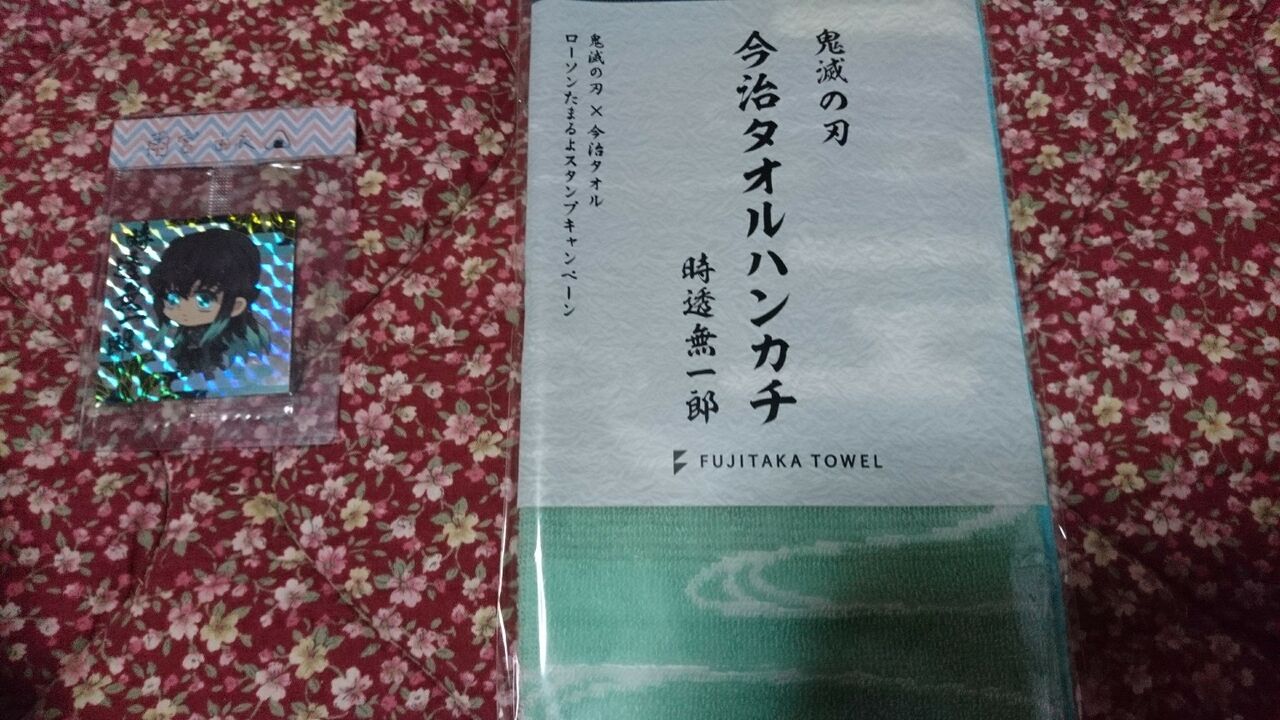 鬼滅の刃
今治タオルハンカチ
時透無一郎
鬼滅の刃×今治タオル
ローソンたまるよスタンプキャンペーン
FUJITAKA TOWEL